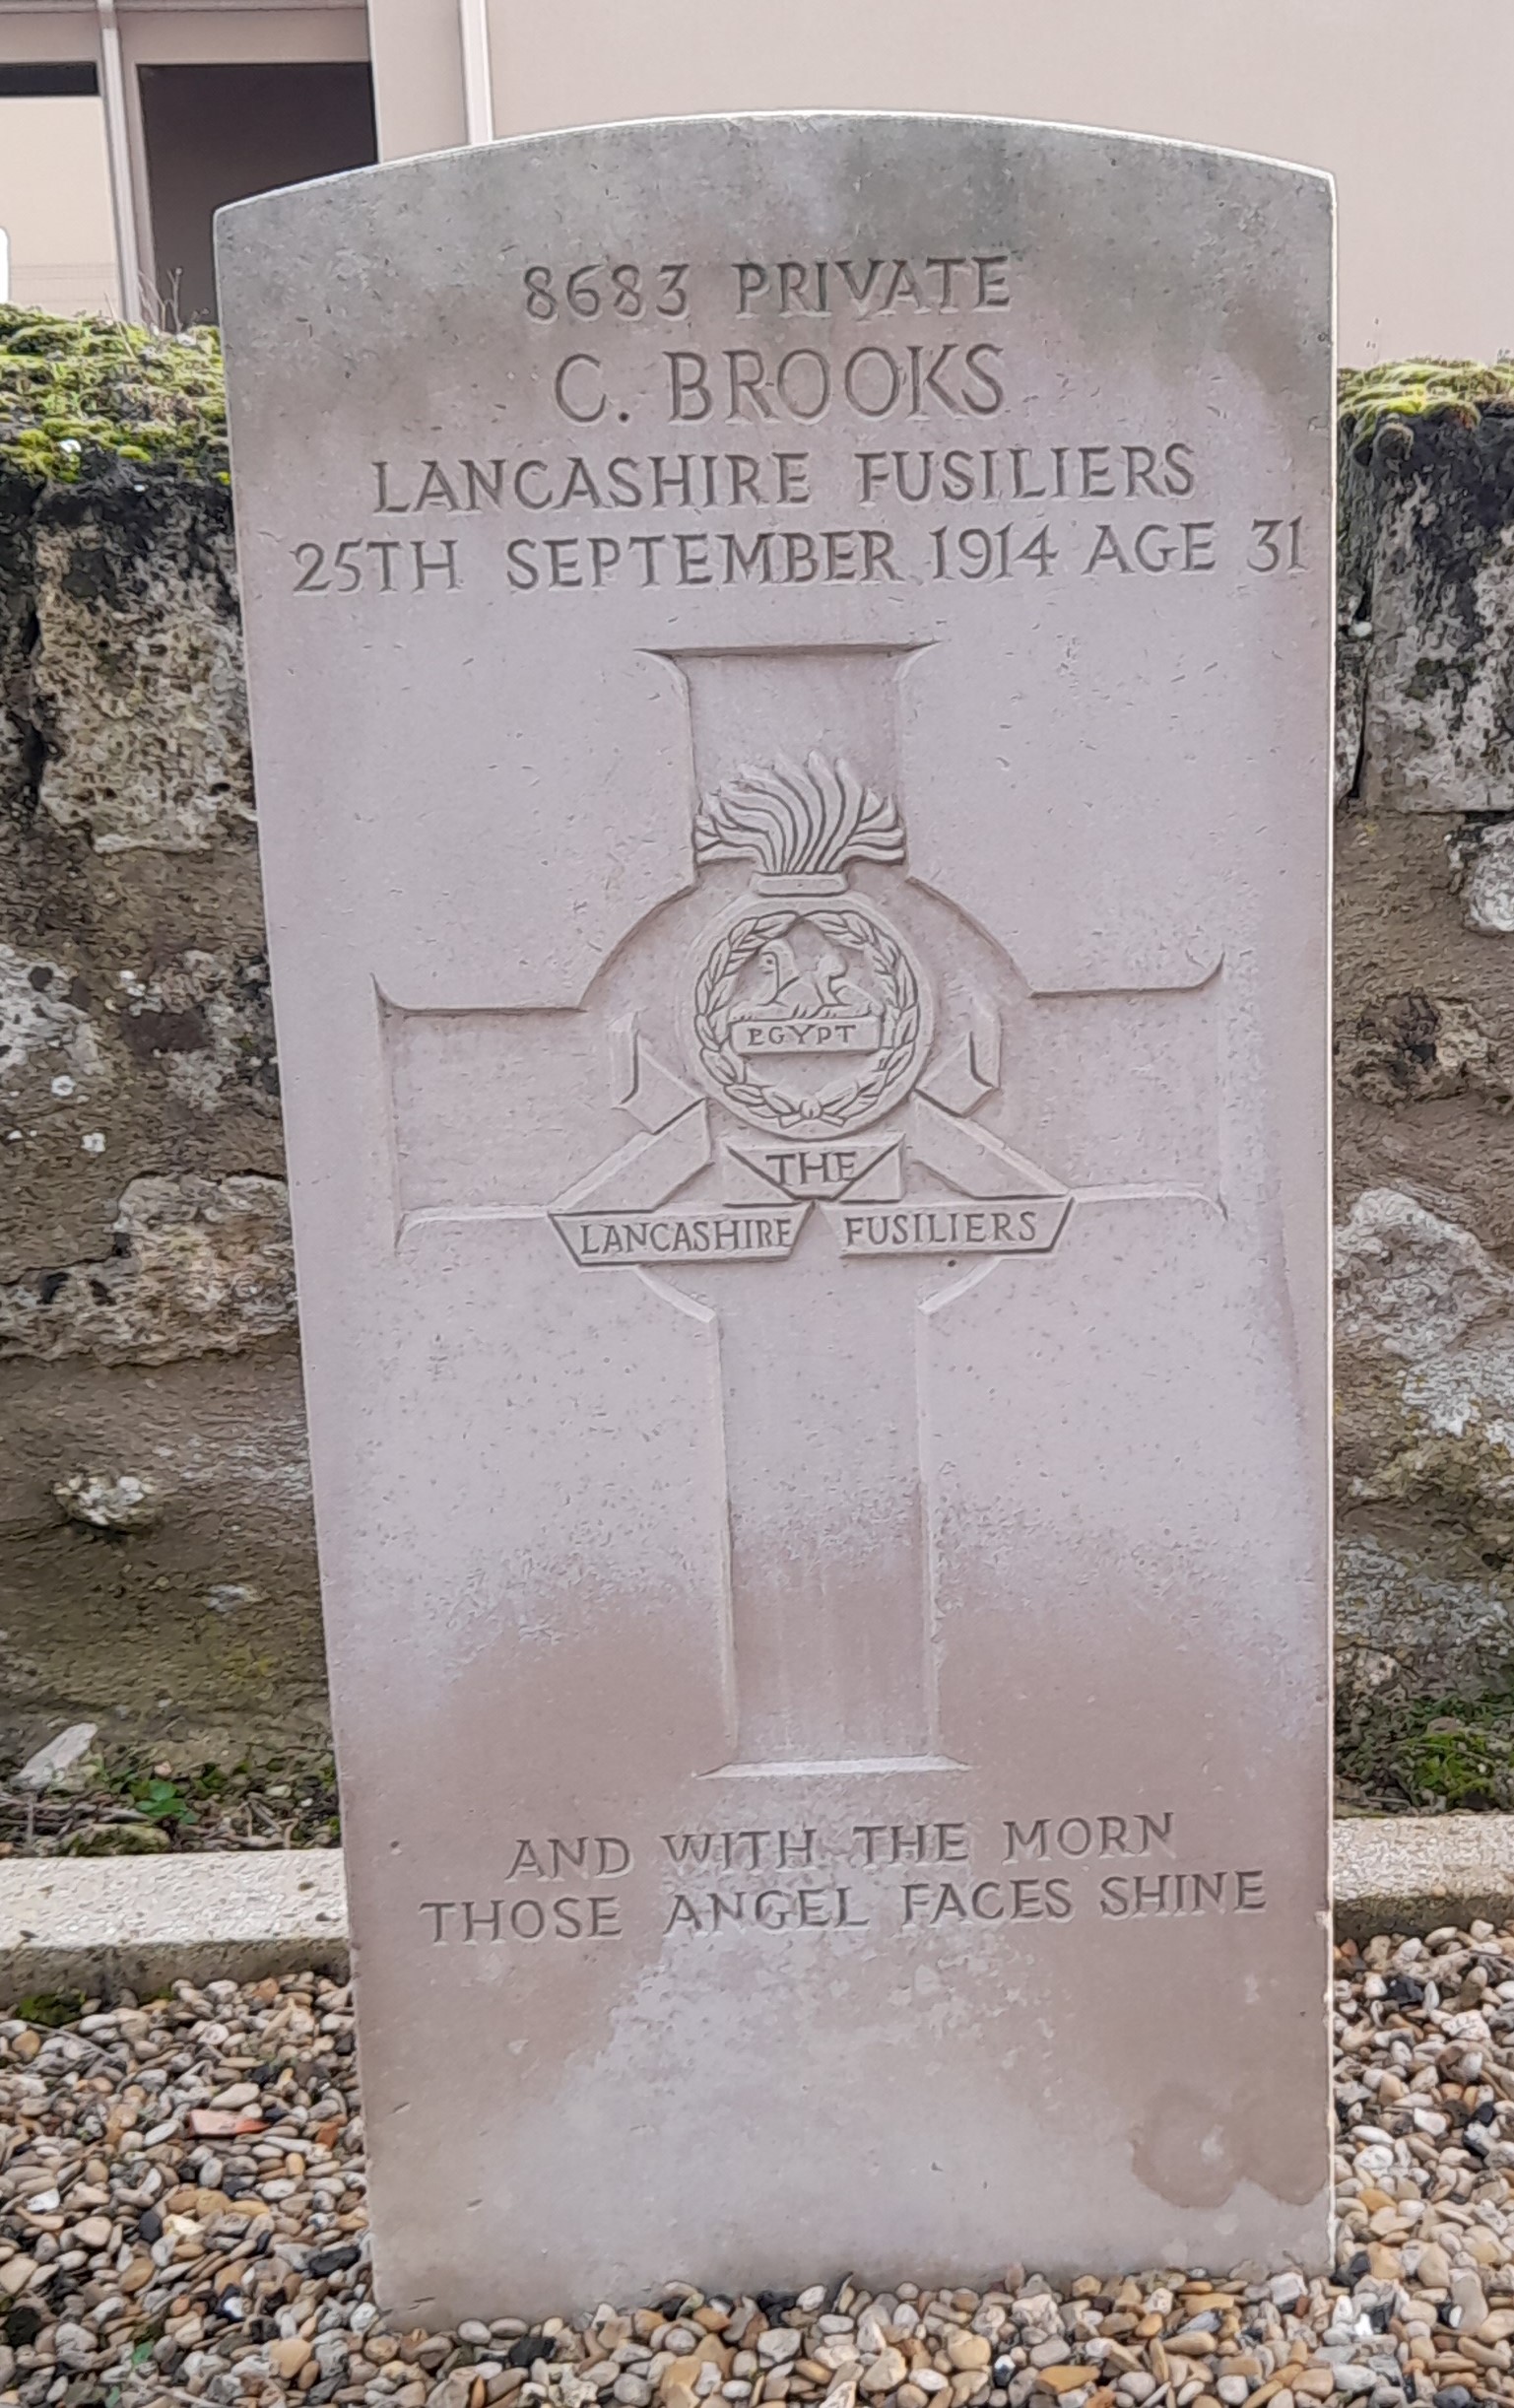 8683 PRIVATE
C. BROOKS
LANCASHIRE FUSILIERS
25TH SEPTEMBER 1914 AGE 31
EGYPT
THE
LANCASHIRE FUSILIERS
AND WITH THE MORN
THOSE ANGEL FACES SHINE